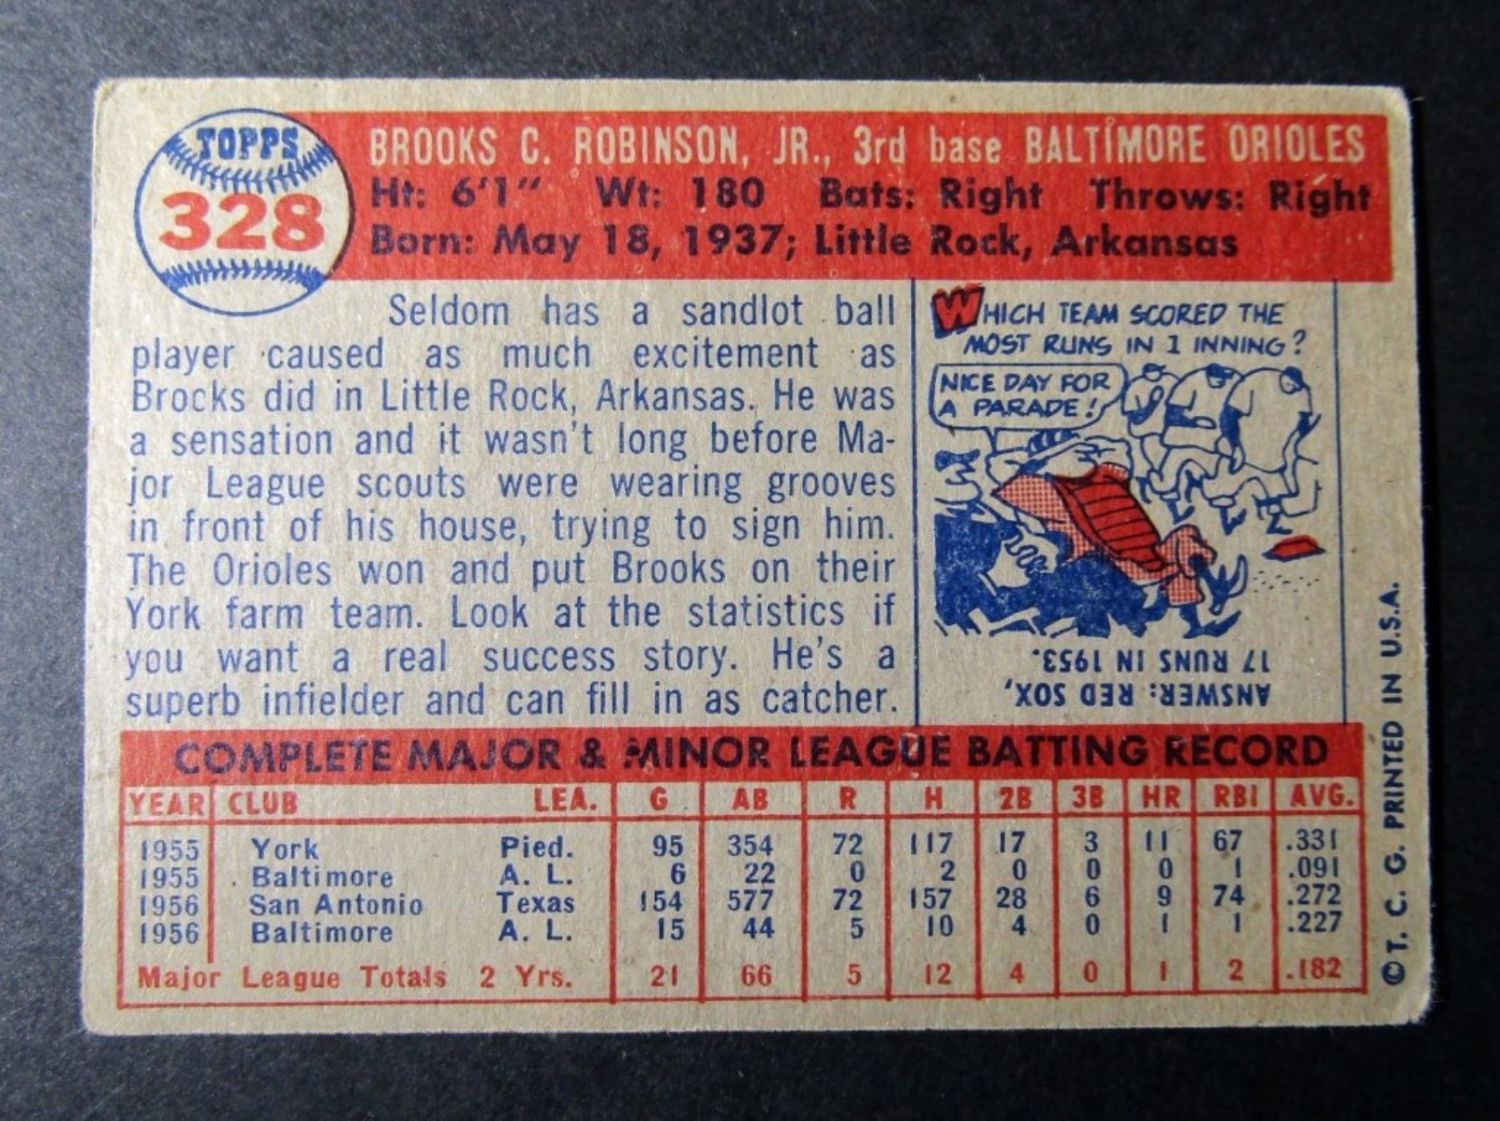 TOPPS
328
BROOKS C. ROBINSON, JR., 3rd base BALTIMORE ORIOLES
Ht: 6'1" Wt: 180 Bats: Right Throws: Right
Born: May 18, 1937; Little Rock, Arkansas
Seldom has a sandlot ball
player caused as much excitement as
Brocks did in Little Rock, Arkansas. He was
a sensation and it wasn't long before Ma-
jor League scouts were wearing grooves
in front of his house, trying to sign him.
The Orioles won and put Brooks on their
York farm team. Look at the statistics if
you want a real success story. He's a
superb infielder and can fill in as catcher.
WHICH TEAM SCORED THE
MOST RUNS IN 1 INNING?
NICE DAY FOR
A PARADE!
ANSWER: RED SOX,
17 RUNS IN 1953.
COMPLETE MAJOR & MINOR LEAGUE BATTING RECORD
YEAR CLUB LEA. G AB R H 2B 3B HR RBI AVG.
1955 York Pied. 95 354 72 117 17 3 11 67 .331
1955 Baltimore A. L. 6 22 0 2 0 0 0 1 .091
1956 San Antonio Texas 154 577 72 157 28 6 9 74 .272
1956 Baltimore A. L. 15 44 5 10 4 0 1 1 .227
Major League Totals 2 Yrs. 21 66 5 12 4 0 1 2 .182
© T. C. G. PRINTED IN U.S.A.